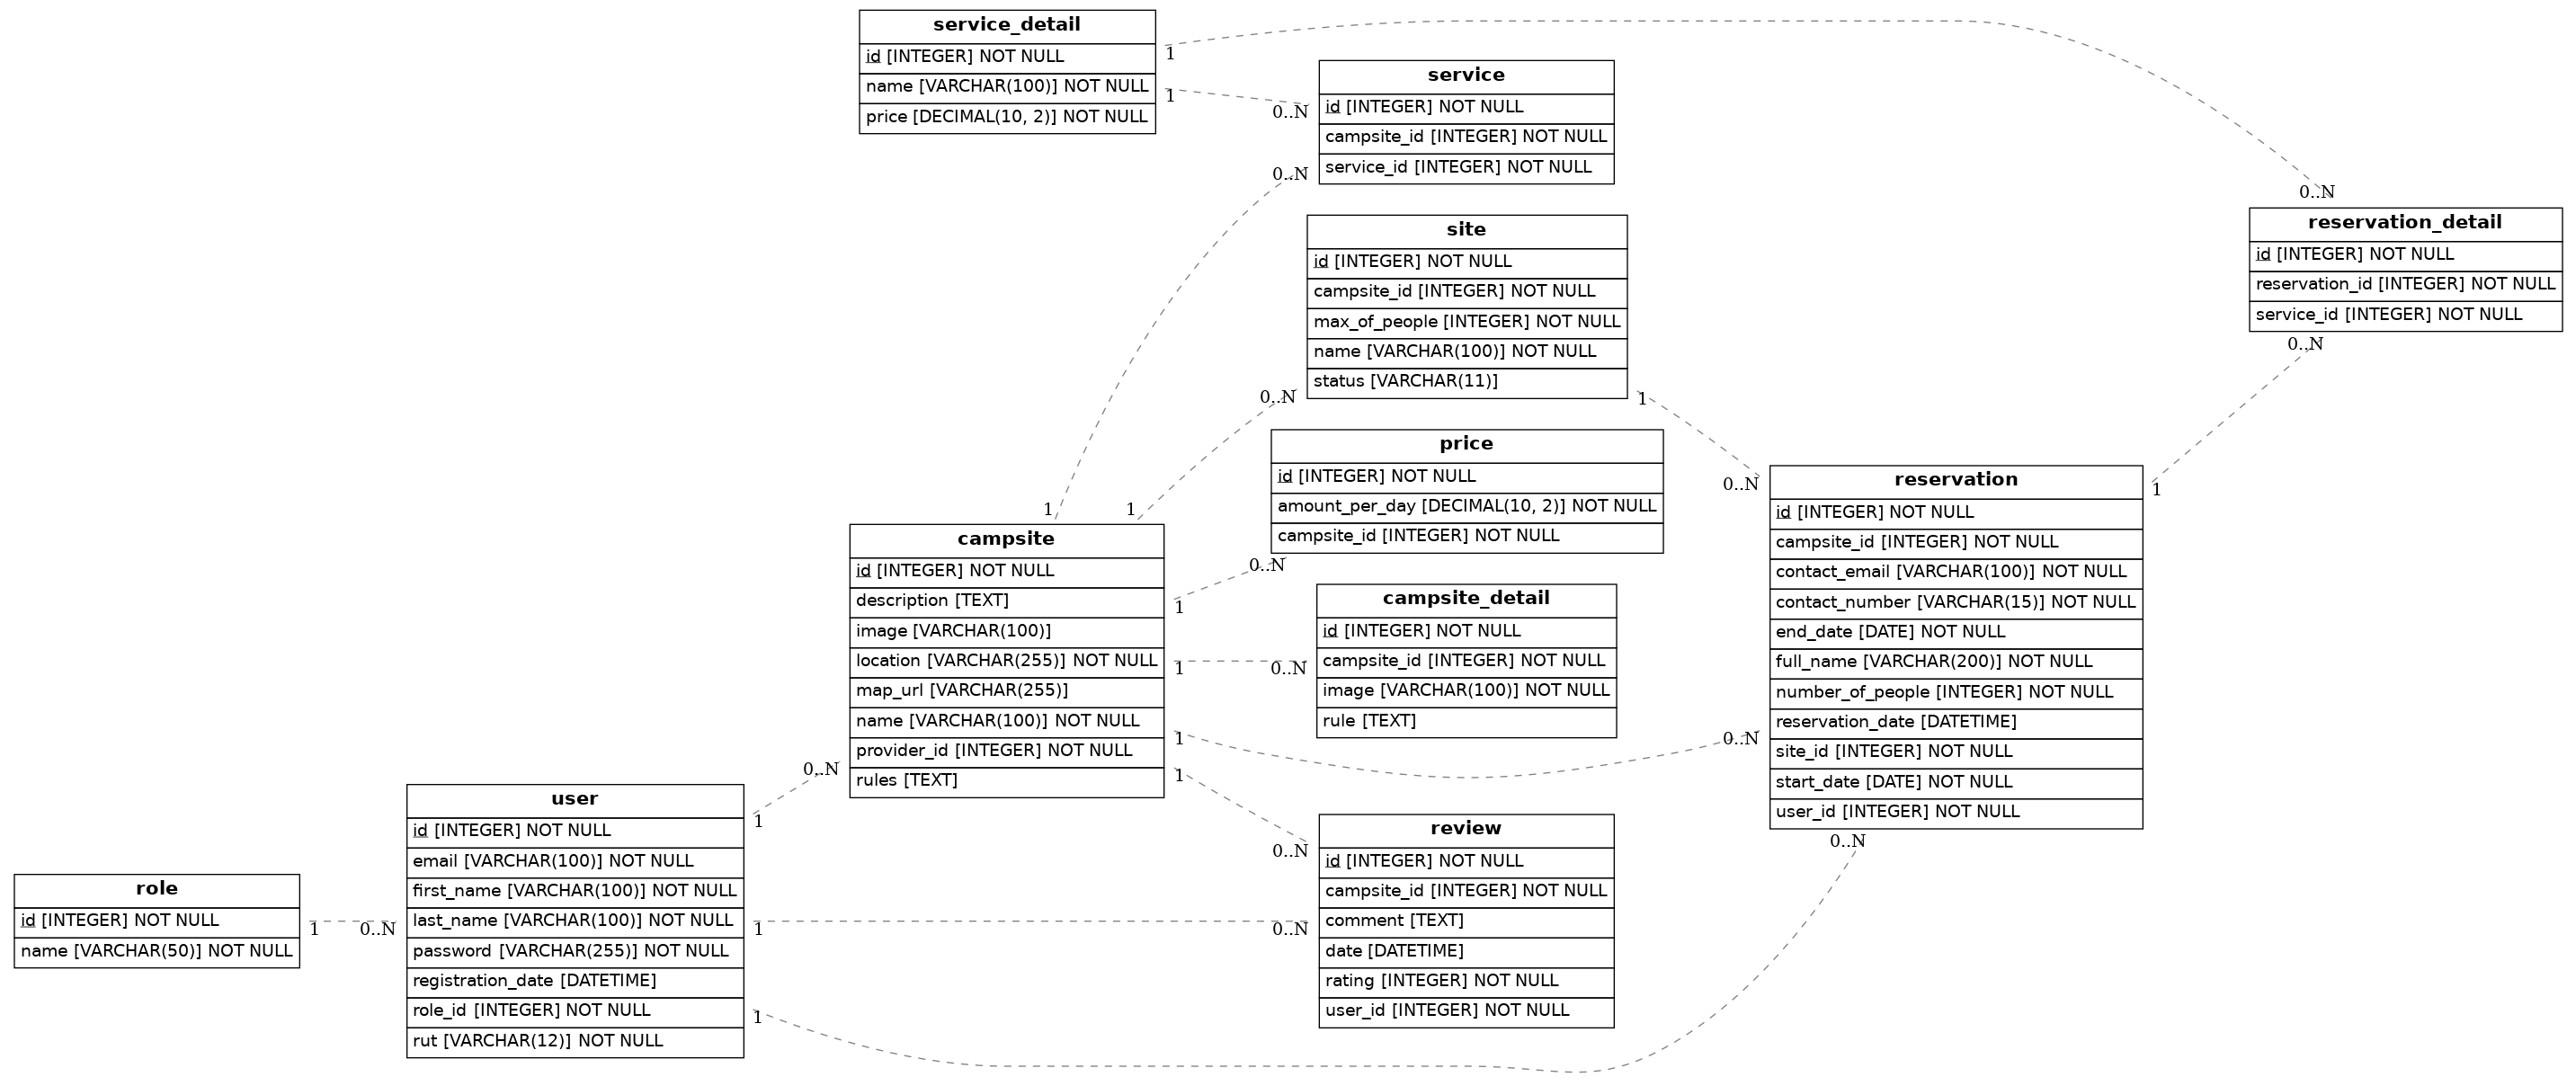 service_detail
id [INTEGER] NOT NULL
name [VARCHAR(100)] NOT NULL
price [DECIMAL(10, 2)] NOT NULL
1
1
service
id [INTEGER] NOT NULL
campsite_id [INTEGER] NOT NULL
service_id [INTEGER] NOT NULL
0..N
0..N
site
id [INTEGER] NOT NULL
campsite_id [INTEGER] NOT NULL
max_of_people [INTEGER] NOT NULL
name [VARCHAR(100)] NOT NULL
status [VARCHAR(11)]
0..N
1
reservation_detail
id [INTEGER] NOT NULL
reservation_id [INTEGER] NOT NULL
service_id [INTEGER] NOT NULL
0..N
0..N
price
id [INTEGER] NOT NULL
amount_per_day [DECIMAL(10, 2)] NOT NULL
campsite_id [INTEGER] NOT NULL
0..N
reservation
id [INTEGER] NOT NULL
campsite_id [INTEGER] NOT NULL
contact_email [VARCHAR(100)] NOT NULL
contact_number [VARCHAR(15)] NOT NULL
end_date [DATE] NOT NULL
full_name [VARCHAR(200)] NOT NULL
number_of_people [INTEGER] NOT NULL
reservation_date [DATETIME]
site_id [INTEGER] NOT NULL
start_date [DATE] NOT NULL
user_id [INTEGER] NOT NULL
0..N
1
0..N
0..N
campsite
id [INTEGER] NOT NULL
description [TEXT]
image [VARCHAR(100)]
location [VARCHAR(255)] NOT NULL
map_url [VARCHAR(255)]
name [VARCHAR(100)] NOT NULL
provider_id [INTEGER] NOT NULL
rules [TEXT]
1
1
1
1
1
1
0..N
campsite_detail
id [INTEGER] NOT NULL
campsite_id [INTEGER] NOT NULL
image [VARCHAR(100)] NOT NULL
rule [TEXT]
0..N
user
id [INTEGER] NOT NULL
email [VARCHAR(100)] NOT NULL
first_name [VARCHAR(100)] NOT NULL
last_name [VARCHAR(100)] NOT NULL
password [VARCHAR(255)] NOT NULL
registration_date [DATETIME]
role_id [INTEGER] NOT NULL
rut [VARCHAR(12)] NOT NULL
1
1
1
0..N
review
id [INTEGER] NOT NULL
campsite_id [INTEGER] NOT NULL
comment [TEXT]
date [DATETIME]
rating [INTEGER] NOT NULL
user_id [INTEGER] NOT NULL
0..N
0..N
role
id [INTEGER] NOT NULL
name [VARCHAR(50)] NOT NULL
1